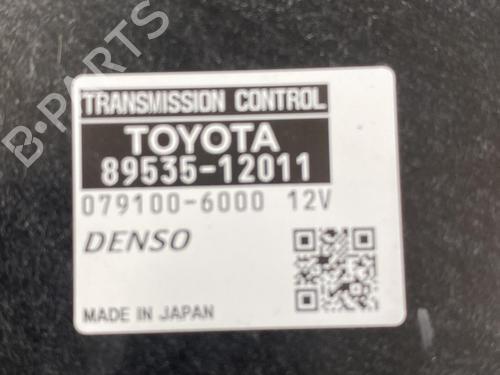 B-PARTS
TRANSMISSION CONTROL
TOYOTA
89535-12011
079100-6000 12V
DENSO
MADE IN JAPAN